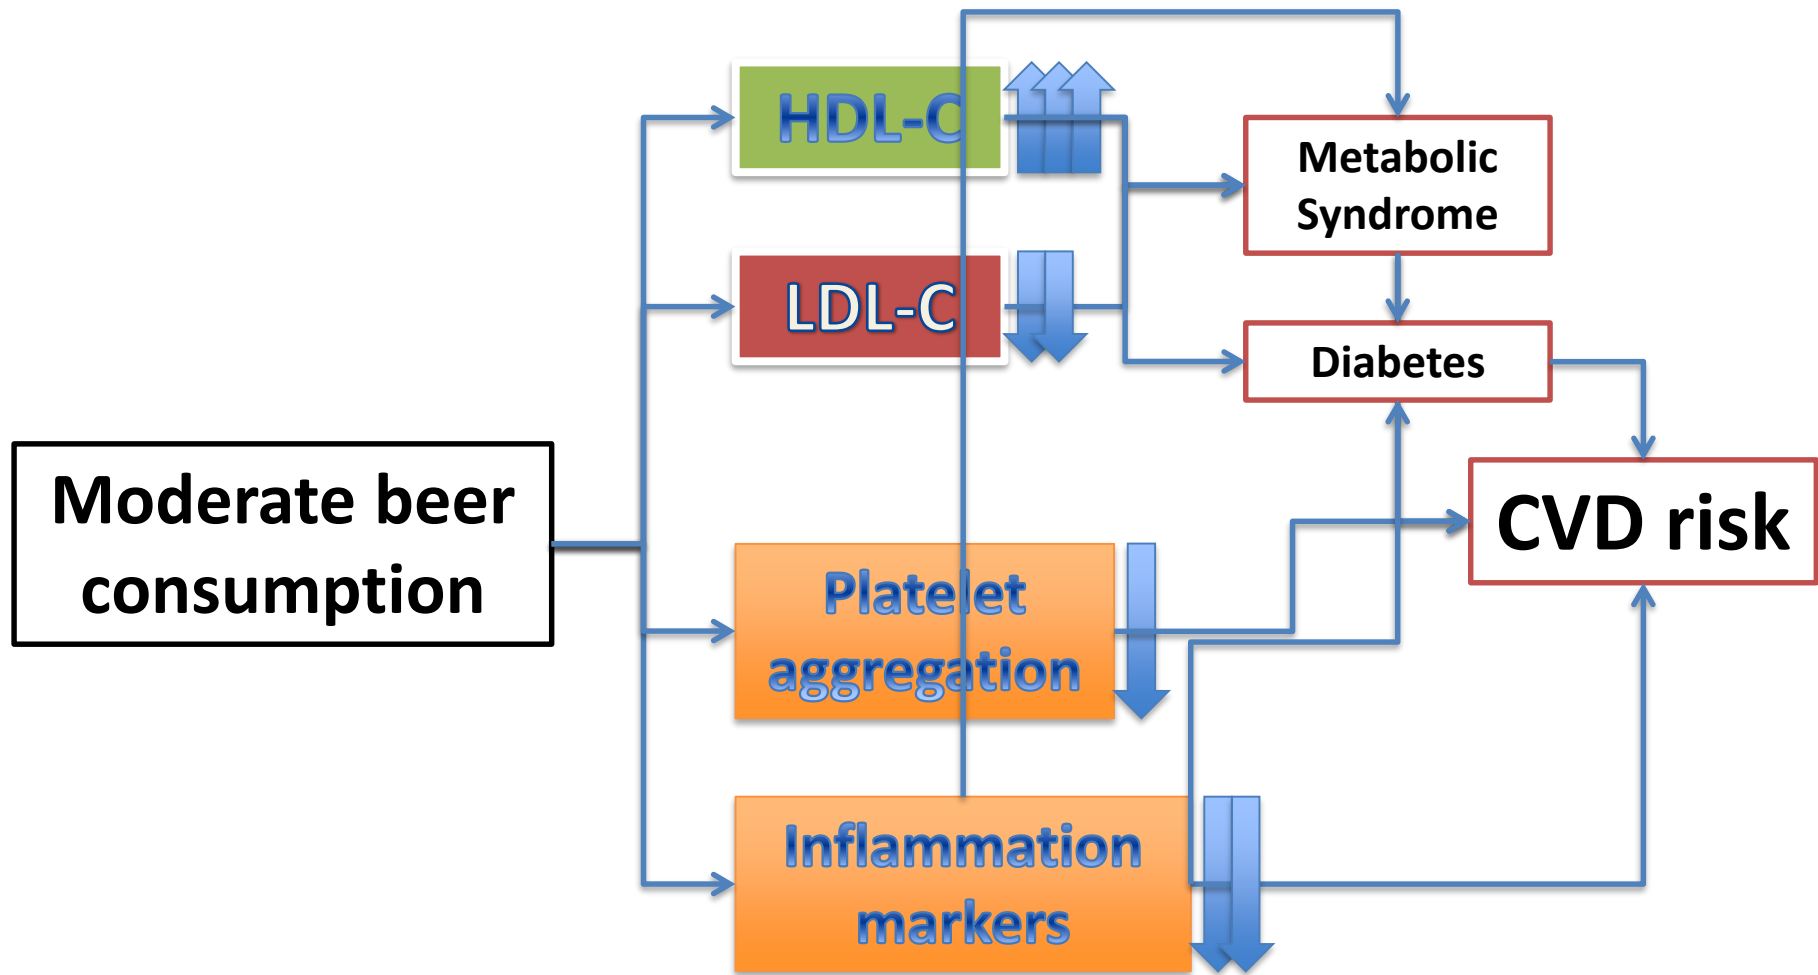 HDL-C
Metabolic
Syndrome
LDL-C
Diabetes
Moderate beer
consumption
CVD risk
Platelet
aggregation
Inflammation
markers